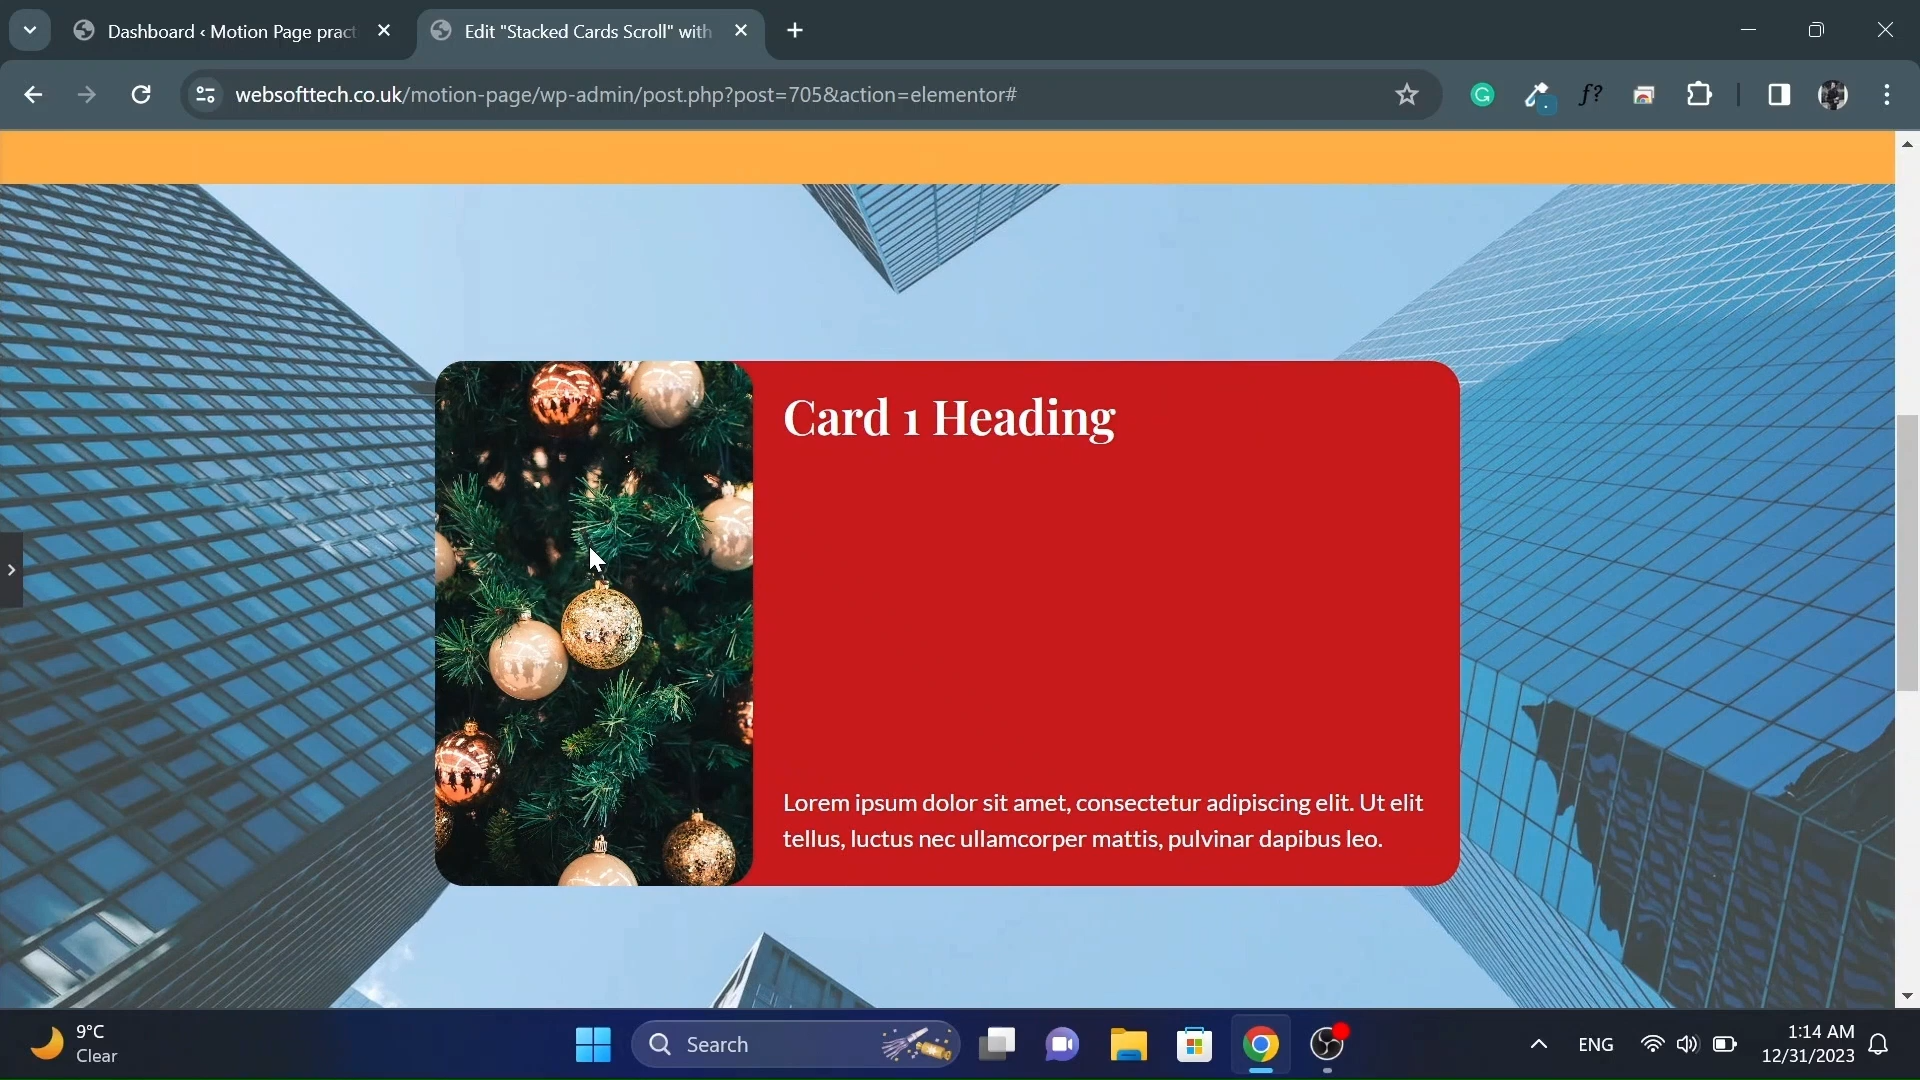 Dashboard ‹ Motion Page pract
Edit "Stacked Cards Scroll" with
websofttech.co.uk/motion-page/wp-admin/post.php?post=705&action=elementor#
f?
Card 1 Heading
Lorem ipsum dolor sit amet, consectetur adipiscing elit. Ut elit
tellus, luctus nec ullamcorper mattis, pulvinar dapibus leo.
9°C
Clear
Search
ENG
1:14 AM
12/31/2023